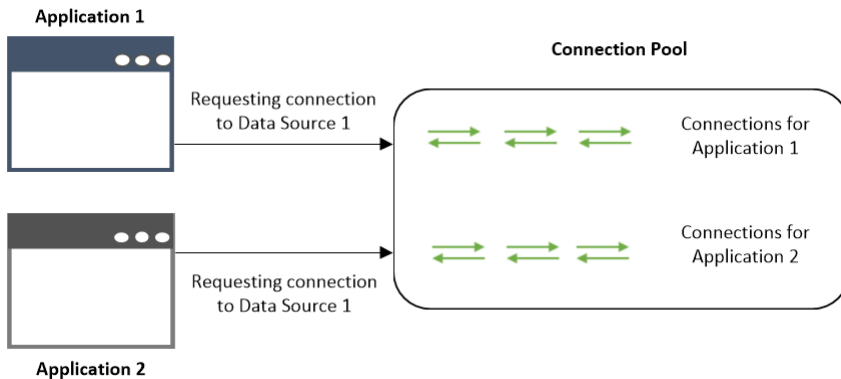 Application 1
Connection Pool
Requesting connection
to Data Source 1
Connections for
Application 1
Connections for
Application 2
Requesting connection
to Data Source 1
Application 2